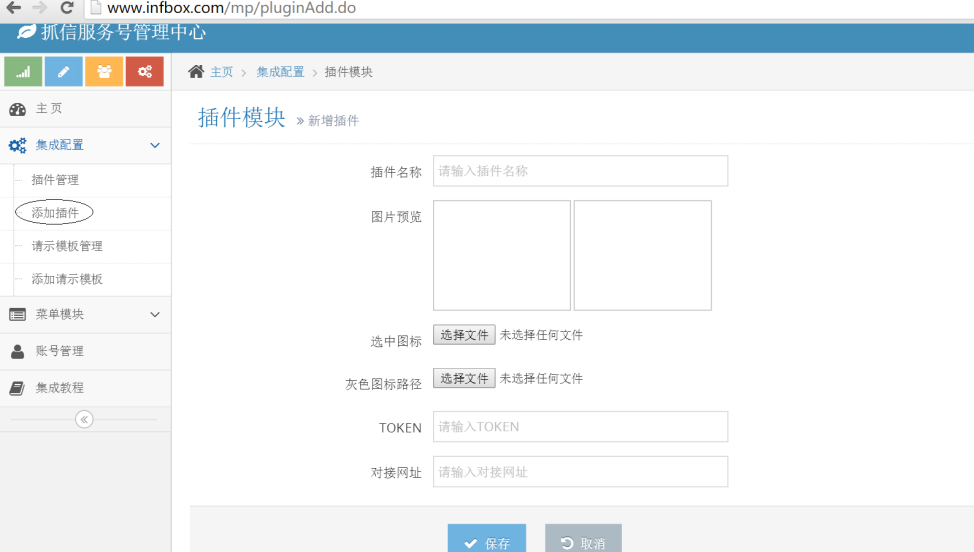 www.infbox.com/mp/pluginAdd.do
抓信服务号管理中心
主页 > 集成配置 > 插件模块
主 页
集成配置
插件管理
添加插件
请示模板管理
添加请示模板
菜单模块
账号管理
集成教程
插件模块 » 新增插件
插件名称 请输入插件名称
图片预览
选中图标 选择文件 未选择任何文件
灰色图标路径 选择文件 未选择任何文件
TOKEN 请输入TOKEN
对接网址 请输入对接网址
保存 取消